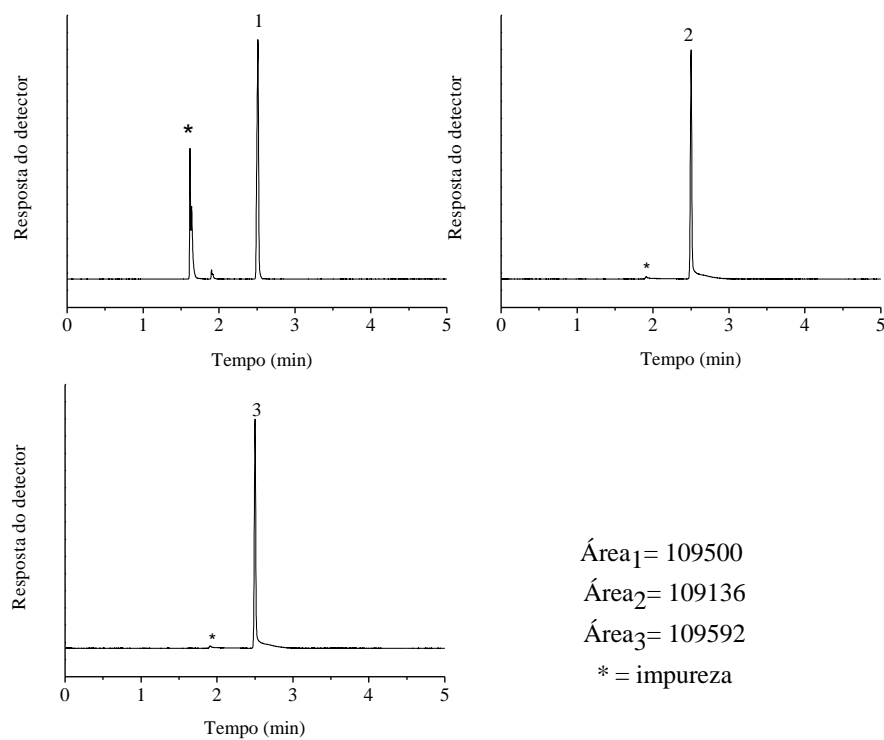 1
*
Resposta do detector
0 1 2 3 4 5
Tempo (min)
2
*
Resposta do detector
0 1 2 3 4 5
Tempo (min)
3
*
Resposta do detector
0 1 2 3 4 5
Tempo (min)
Área1= 109500
Área2= 109136
Área3= 109592
* = impureza